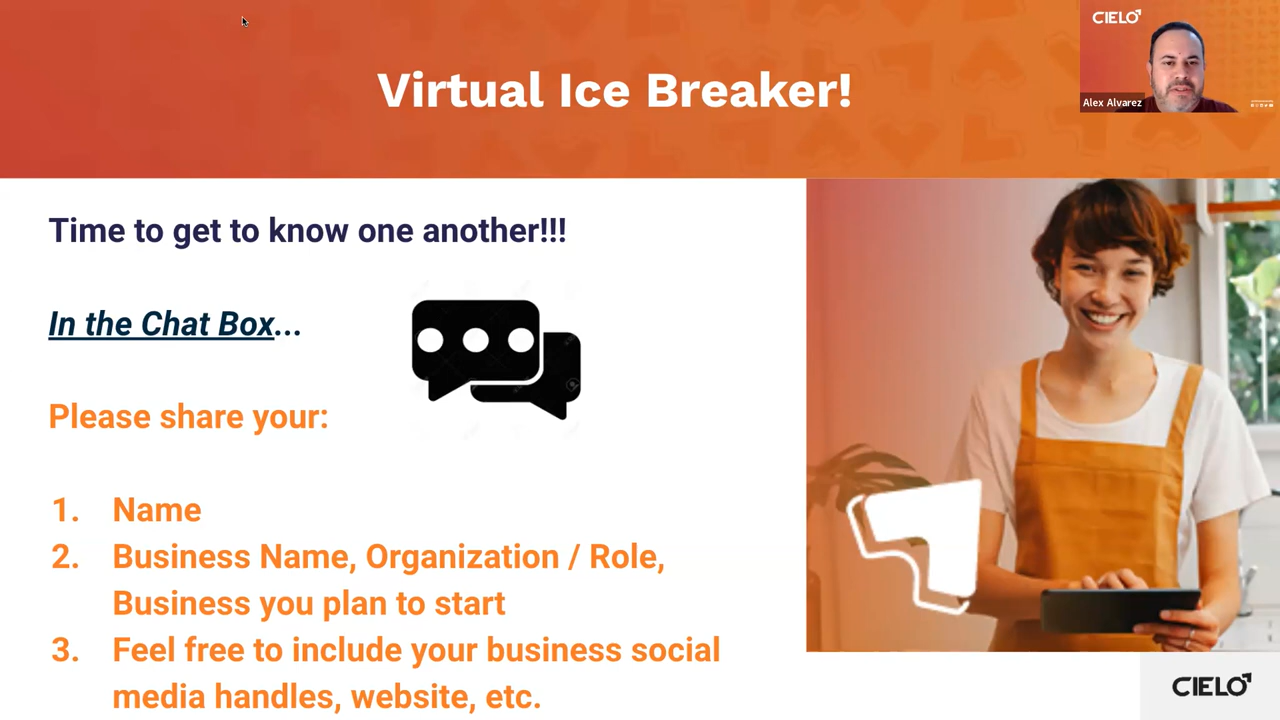 CIELO
Virtual Ice Breaker!
Alex Alvarez
Time to get to know one another!!!
In the Chat Box...
Please share your:
1. Name
2. Business Name, Organization / Role,
Business you plan to start
3. Feel free to include your business social
media handles, website, etc.
CIELO